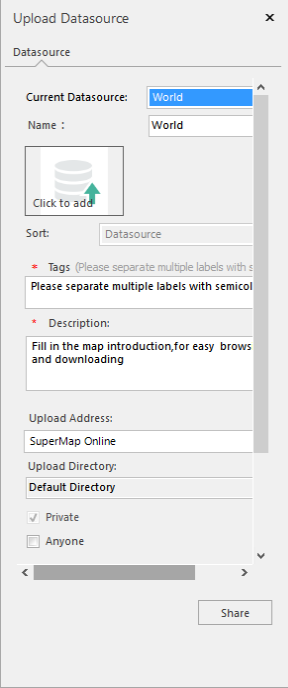 Upload Datasource
Datasource
Current Datasource: World
Name : World
Click to add
Sort: Datasource
* Tags (Please separate multiple labels with s
Please separate multiple labels with semicol
* Description:
Fill in the map introduction,for easy brows
and downloading
Upload Address:
SuperMap Online
Upload Directory:
Default Directory
Private
Anyone
Share